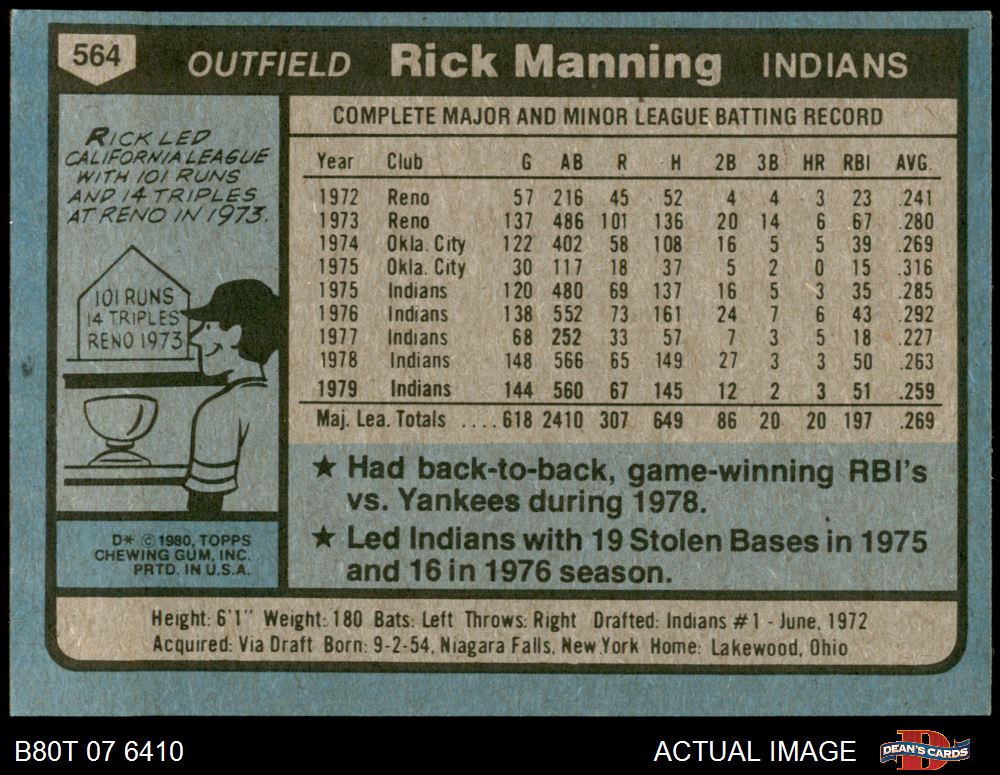 564
OUTFIELD Rick Manning INDIANS
RICK LED
CALIFORNIA LEAGUE
WITH 101 RUNS
AND 14 TRIPLES
AT RENO IN 1973.
101 RUNS
14 TRIPLES
RENO 1973
D* © 1980, TOPPS
CHEWING GUM, INC.
PRTD. IN U.S.A.
COMPLETE MAJOR AND MINOR LEAGUE BATTING RECORD
Year Club G AB R H 2B 3B HR RBI AVG.
1972 Reno 57 216 45 52 4 4 3 23 .241
1973 Reno 137 486 101 136 20 14 6 67 .280
1974 Okla. City 122 402 58 108 16 5 5 39 .269
1975 Okla. City 30 117 18 37 5 2 0 15 .316
1975 Indians 120 480 69 137 16 5 3 35 .285
1976 Indians 138 552 73 161 24 7 6 43 .292
1977 Indians 68 252 33 57 7 3 5 18 .227
1978 Indians 148 566 65 149 27 3 3 50 .263
1979 Indians 144 560 67 145 12 2 3 51 .259
Maj. Lea. Totals ....618 2410 307 649 86 20 20 197 .269
★ Had back-to-back, game-winning RBI's
vs. Yankees during 1978.
★ Led Indians with 19 Stolen Bases in 1975
and 16 in 1976 season.
Height: 6'1" Weight: 180 Bats: Left Throws: Right Drafted: Indians #1 - June, 1972
Acquired: Via Draft Born: 9-2-54, Niagara Falls, New York Home: Lakewood, Ohio
B80T 07 6410 ACTUAL IMAGE DEAN'S CARDS